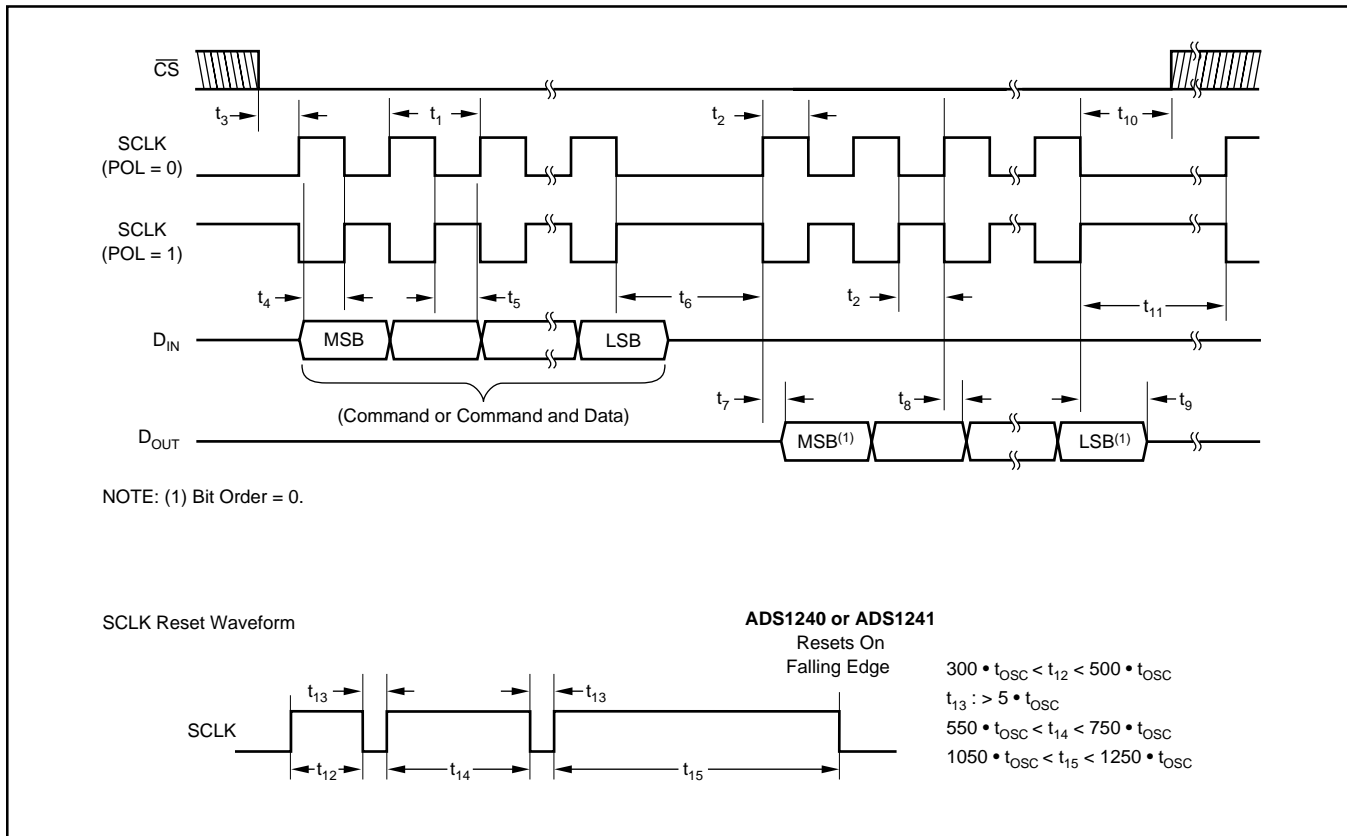 CS
t3
t1
t2
t10
SCLK
(POL = 0)
SCLK
(POL = 1)
t4
t5
t6
t2
t11
DIN
MSB
LSB
(Command or Command and Data)
t7
t8
t9
DOUT
MSB(1)
LSB(1)
NOTE: (1) Bit Order = 0.
SCLK Reset Waveform
ADS1240 or ADS1241
Resets On
Falling Edge
300 • tOSC < t12 < 500 • tOSC
t13 : > 5 • tOSC
550 • tOSC < t14 < 750 • tOSC
1050 • tOSC < t15 < 1250 • tOSC
t13
t13
SCLK
t12
t14
t15